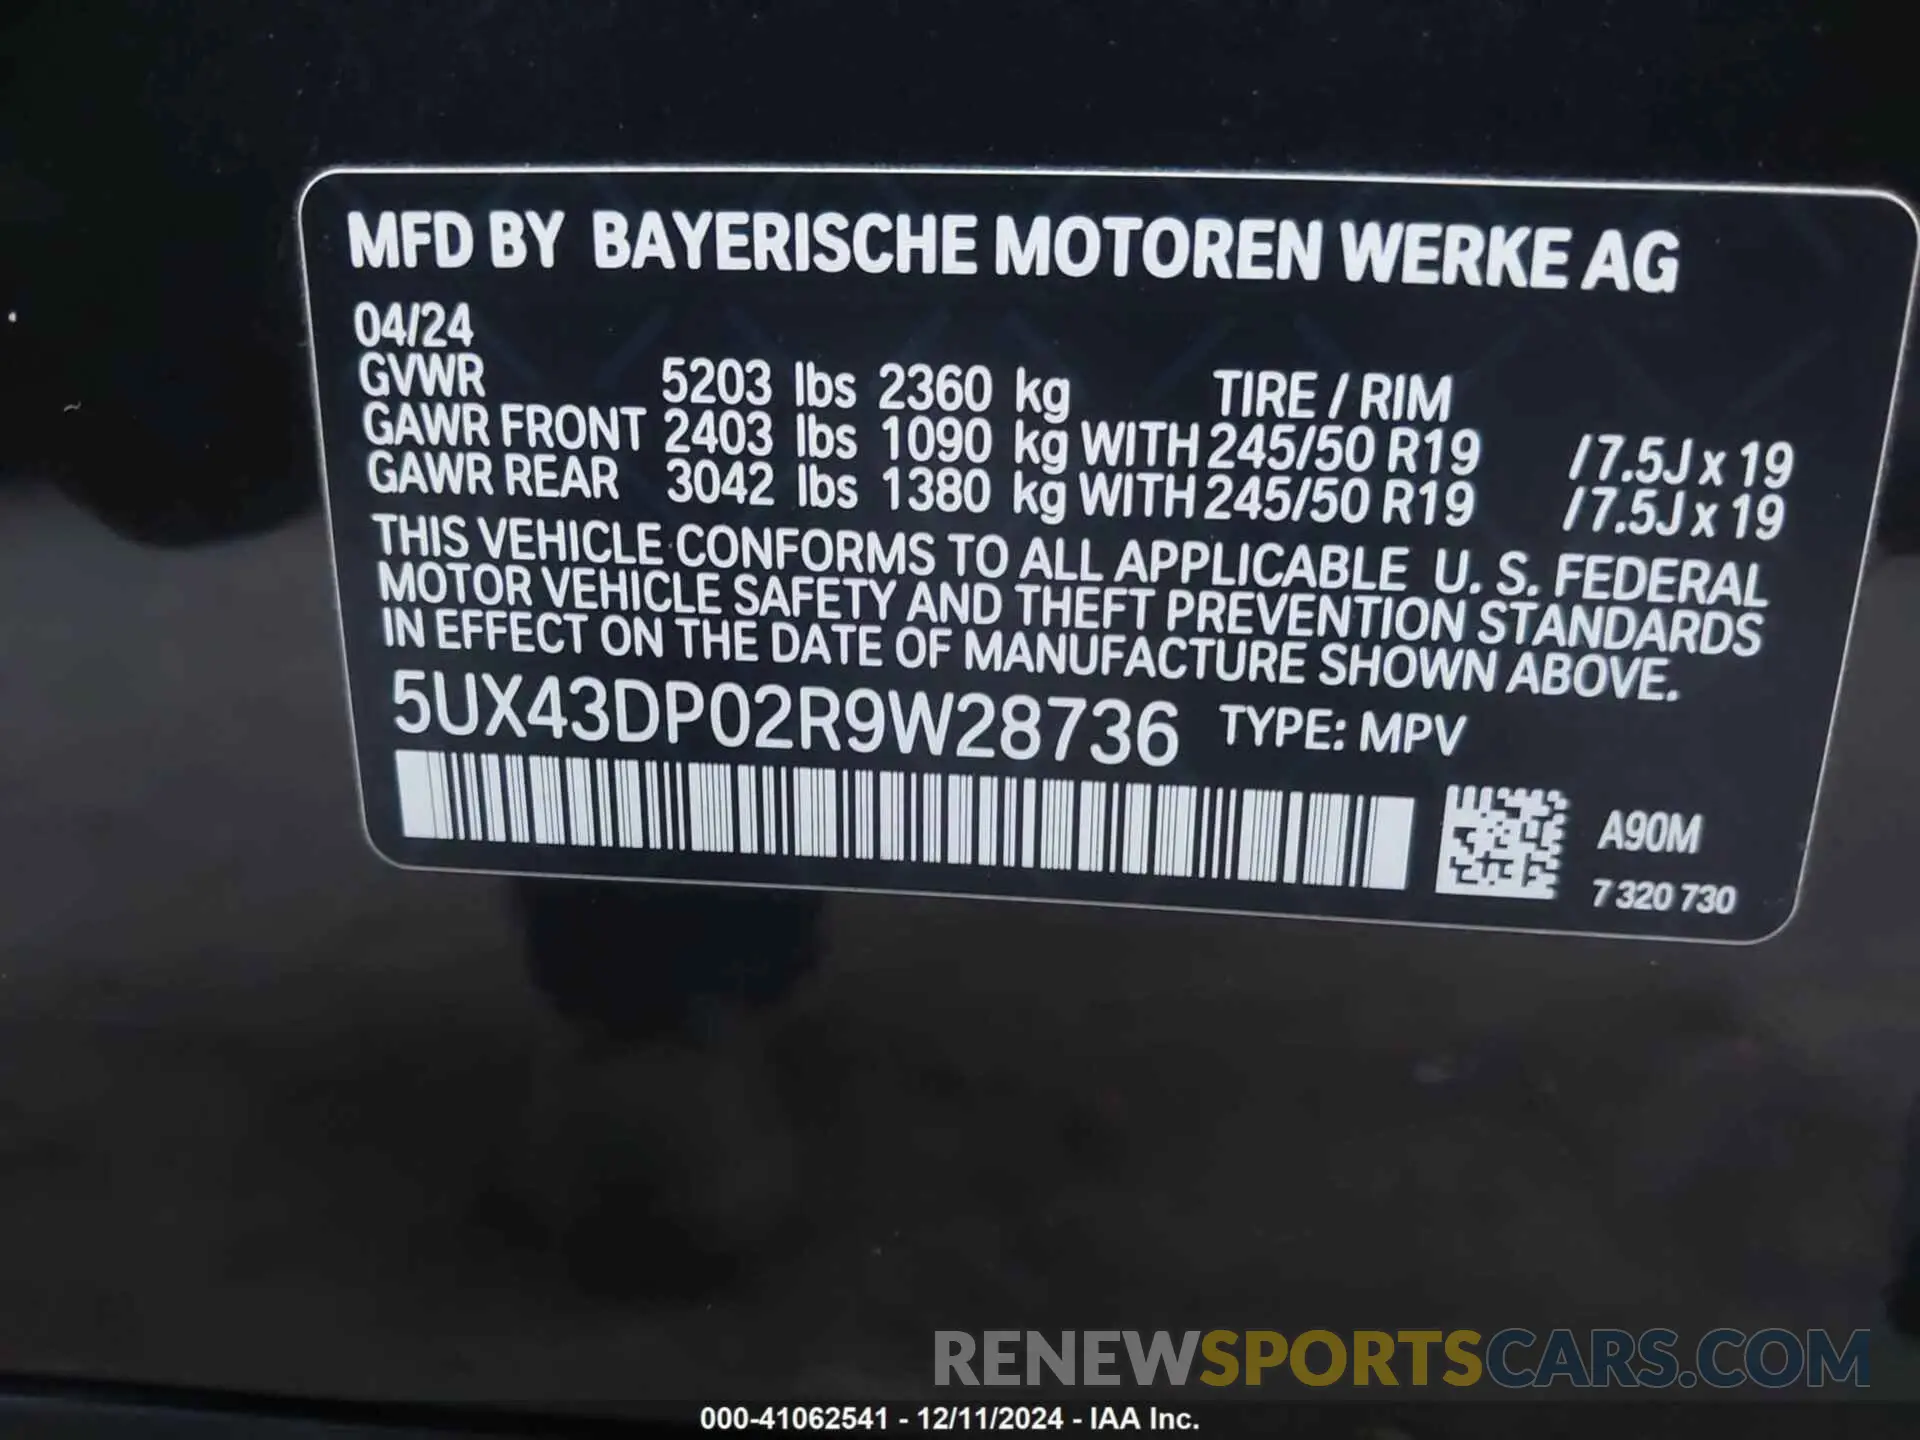 MFD BY BAYERISCHE MOTOREN WERKE AG
04/24
GVWR 5203 lbs 2360 kg TIRE / RIM
GAWR FRONT 2403 lbs 1090 kg WITH 245/50 R19 /7.5J x 19
GAWR REAR 3042 lbs 1380 kg WITH 245/50 R19 /7.5J x 19
THIS VEHICLE CONFORMS TO ALL APPLICABLE U. S. FEDERAL
MOTOR VEHICLE SAFETY AND THEFT PREVENTION STANDARDS
IN EFFECT ON THE DATE OF MANUFACTURE SHOWN ABOVE.
5UX43DP02R9W28736 TYPE: MPV
A90M
7 320 730
RENEWSPORTSCARS.COM
000-41062541 - 12/11/2024 - IAA Inc.